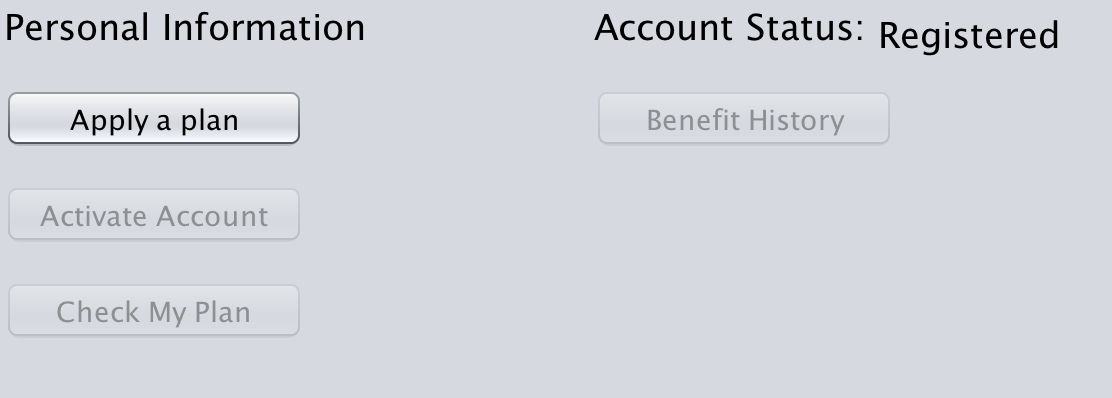 Personal Information
Account Status: Registered
Apply a plan
Benefit History
Activate Account
Check My Plan